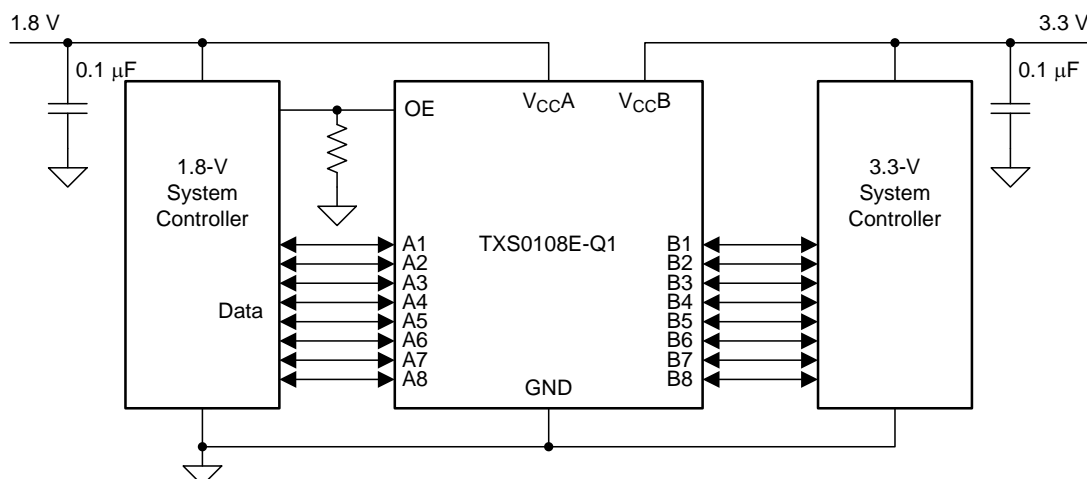 1.8 V
3.3 V
0.1 µF
0.1 µF
OE
VCCA
VCCB
1.8-V
System
Controller
3.3-V
System
Controller
TXS0108E-Q1
Data
A1
A2
A3
A4
A5
A6
A7
A8
B1
B2
B3
B4
B5
B6
B7
B8
GND